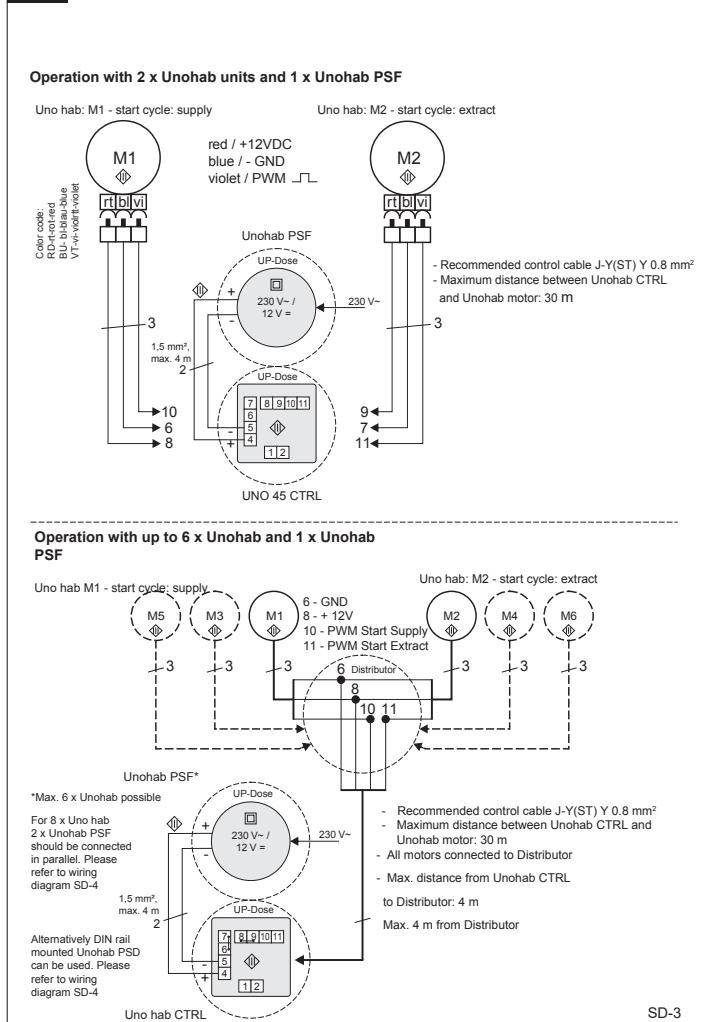 Operation with 2 x Unohab units and 1 x Unohab PSF
Uno hab: M1 - start cycle: supply
Uno hab: M2 - start cycle: extract
M1
red / +12VDC
blue / - GND
violet / PWM
M2
rt bl vi
rt bl vi
Color code:
RD-rt-rot-red
BU- bl-blau-blue
VT-vi-violrtt-violet
Unohab PSF
UP-Dose
+
230 V~ /
12 V =
230 V~
-
- Recommended control cable J-Y(ST) Y 0.8 mm²
- Maximum distance between Unohab CTRL
and Unohab motor: 30 m
3
3
1,5 mm²,
max. 4 m
2
UP-Dose
7 8 9 10 11
6
- 5
+ 4
1 2
10
6
8
9
7
11
UNO 45 CTRL
Operation with up to 6 x Unohab and 1 x Unohab
PSF
Uno hab M1 - start cycle: supply
Uno hab: M2 - start cycle: extract
M5
M3
M1
6 - GND
8 - + 12V
10 - PWM Start Supply
11 - PWM Start Extract
M2
M4
M6
3
3
3
3
3
3
6 Distributor
8
10 11
Unohab PSF*
*Max. 6 x Unohab possible
For 8 x Uno hab
2 x Unohab PSF
should be connected
in parallel. Please
refer to wiring
diagram SD-4
UP-Dose
+
230 V~ /
12 V =
230 V~
-
- Recommended control cable J-Y(ST) Y 0.8 mm²
- Maximum distance between Unohab CTRL and
Unohab motor: 30 m
- All motors connected to Distributor
- Max. distance from Unohab CTRL
to Distributor: 4 m
Max. 4 m from Distributor
1,5 mm²,
max. 4 m
2
UP-Dose
7 8 9 10 11
6
- 5
+ 4
1 2
Alternatively DIN rail
mounted Unohab PSD
can be used. Please
refer to wiring
diagram SD-4
Uno hab CTRL
SD-3